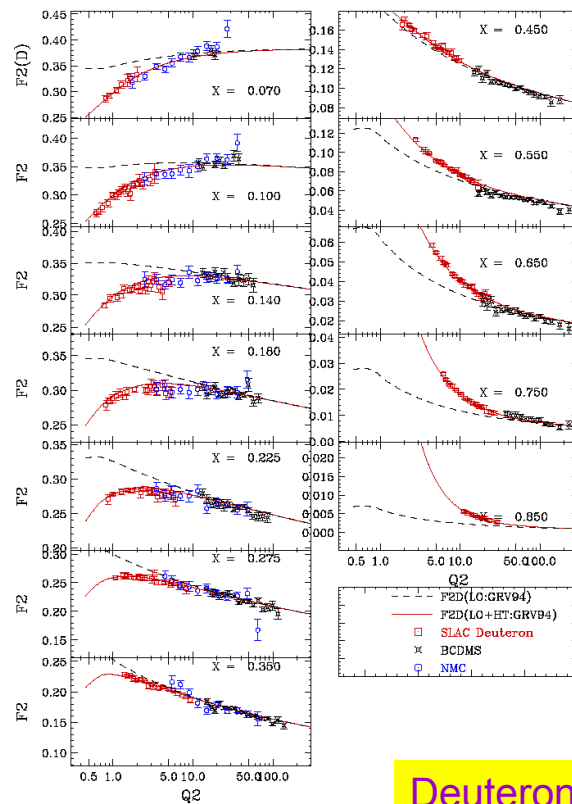 F2(D)
0.45
0.40
0.35
0.30
0.25
X = 0.070
F2
0.40
0.35
0.30
0.25
X = 0.100
F2
0.35
0.30
0.25
X = 0.140
F2
0.35
0.30
0.25
X = 0.180
F2
0.35
0.30
0.25
0.20
X = 0.225
F2
0.30
0.25
0.20
0.15
X = 0.275
F2
0.25
0.20
0.15
0.10
X = 0.350
0.5 1.0 5.0 10.0 50.0 100.0
Q2
0.16
0.14
0.12
0.10
0.08
X = 0.450
0.12
0.10
0.08
0.06
0.04
X = 0.550
0.06
0.05
0.04
0.03
0.02
0.01
X = 0.650
0.03
0.02
0.01
0.00
X = 0.750
0.020
0.015
0.010
0.005
0.000
X = 0.850
0.5 1.0 5.0 10.0 50.0 100.0
Q2
F2D(LO:GRV94)
F2D(LO+HT:GRV94)
SLAC Deuteron
BCDMS
NMC
Deuteron